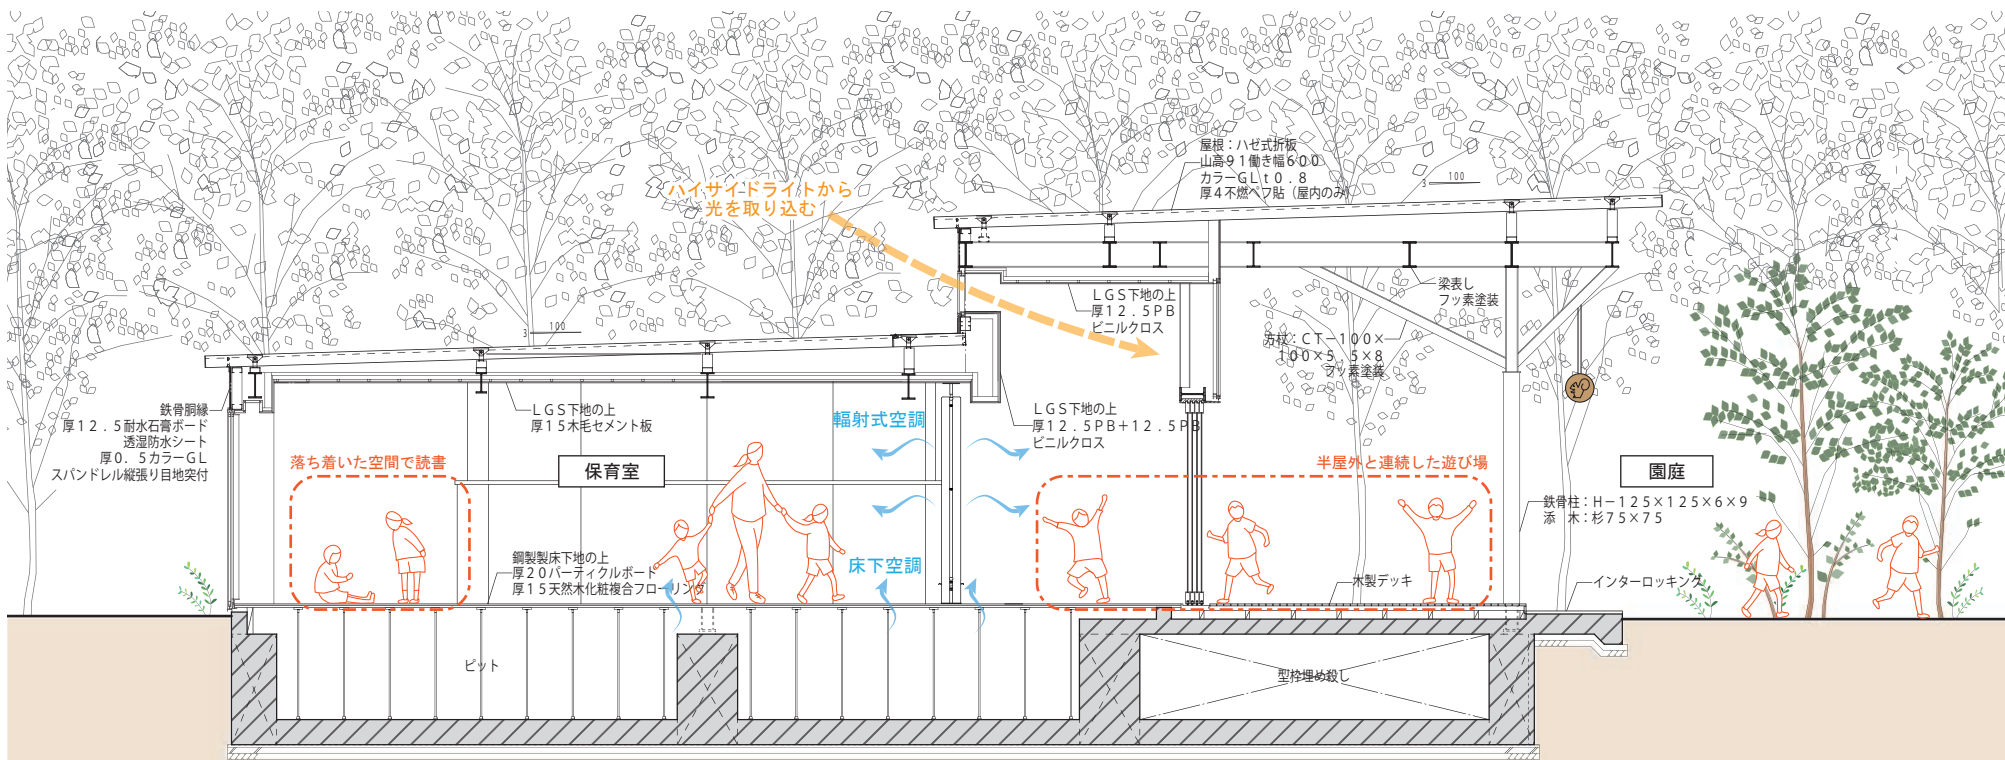 屋根：ハゼ式折板
山高９１働き幅６００
カラーGLｔ０．８
厚４不燃ペフ貼（屋内のみ）
3 100
ハイサイドライトから
光を取り込む
梁表し
フッ素塗装
ＬＧＳ下地の上
厚１２．５PB
ビニルクロス
3 100
方杖：CT－１００×
１００×５．５×８
フッ素塗装
鉄骨胴縁
厚１２．５耐水石膏ボード
透湿防水シート
厚０．５カラーGL
スパンドレル縦張り目地突付
ＬＧＳ下地の上
厚１５木毛セメント板
輻射式空調
ＬＧＳ下地の上
厚１２．５PB＋１２．５PB
ビニルクロス
落ち着いた空間で読書
保育室
半屋外と連続した遊び場
園庭
鉄骨柱：H－１２５×１２５×６×９
添　木：杉７５×７５
鋼製製床下地の上
厚２０パーティクルボード
厚１５天然木化粧複合フローリング
床下空調
木製デッキ
インターロッキング
ピット
型枠埋め殺し